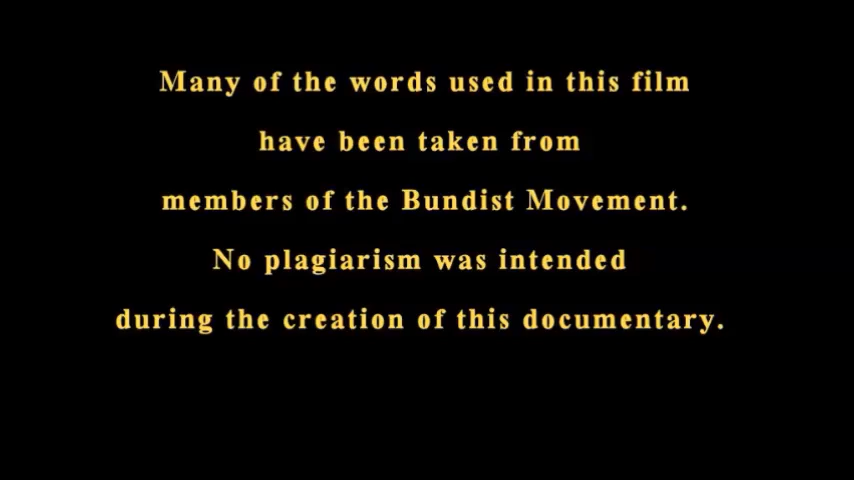 Many of the words used in this film
have been taken from
members of the Bundist Movement.
No plagiarism was intended
during the creation of this documentary.